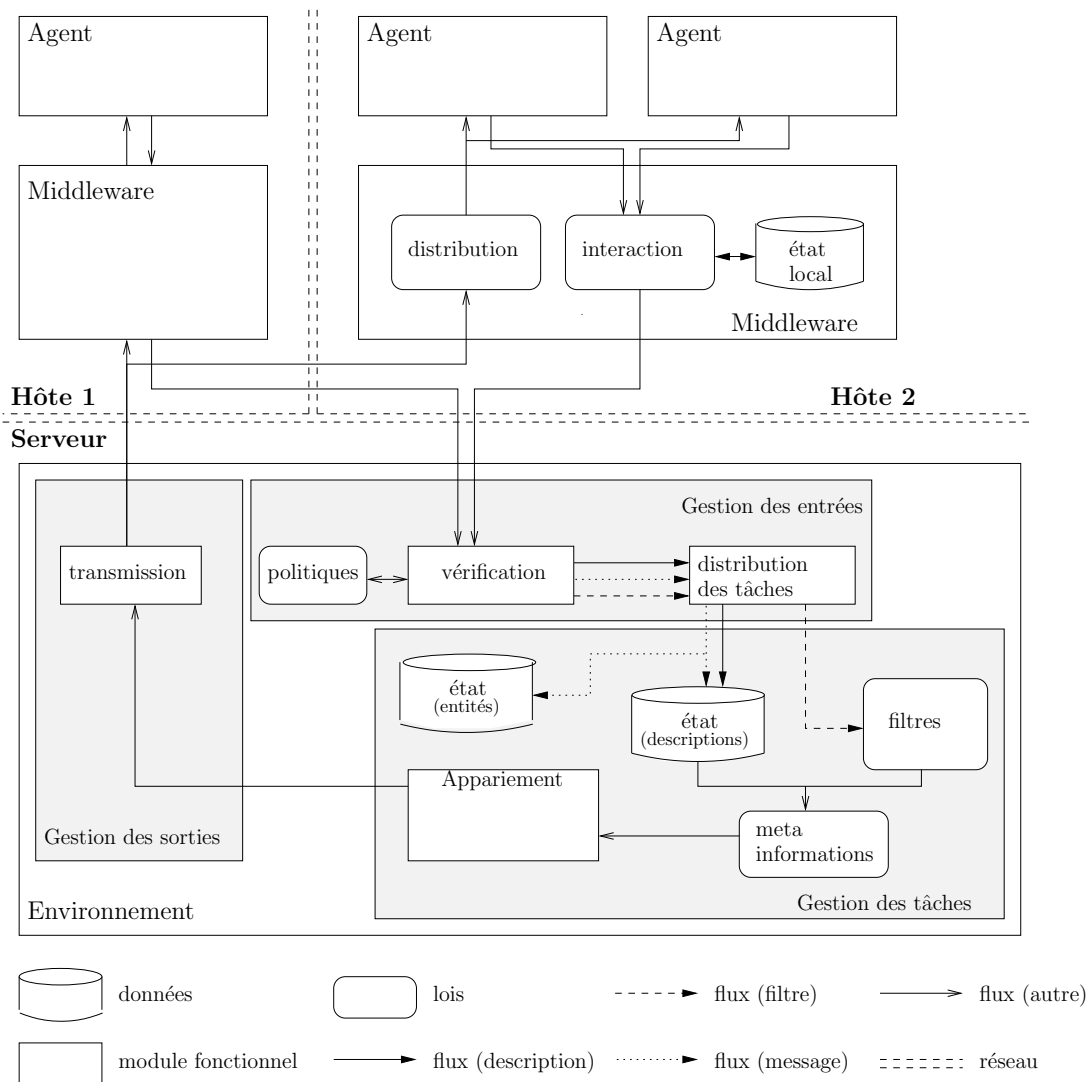 Agent
Agent
Agent
Middleware
distribution
interaction
état
local
Middleware
Hôte 1
Hôte 2
Serveur
Gestion des entrées
transmission
politiques
vérification
distribution
des tâches
état
(entités)
état
(descriptions)
filtres
Appariement
Gestion des sorties
meta
informations
Gestion des tâches
Environnement
données
lois
flux (filtre)
flux (autre)
module fonctionnel
flux (description)
flux (message)
réseau